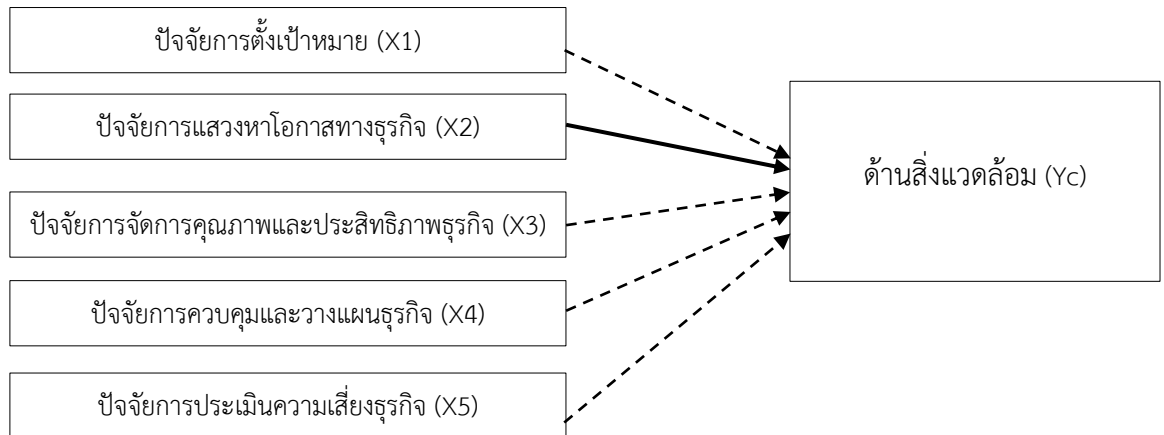 ปัจจัยการตั้งเป้าหมาย (X1)
ปัจจัยการแสวงหาโอกาสทางธุรกิจ (X2)
ด้านสิ่งแวดล้อม (Yc)
ปัจจัยการจัดการคุณภาพและประสิทธิภาพธุรกิจ (X3)
ปัจจัยการควบคุมและวางแผนธุรกิจ (X4)
ปัจจัยการประเมินความเสี่ยงธุรกิจ (X5)